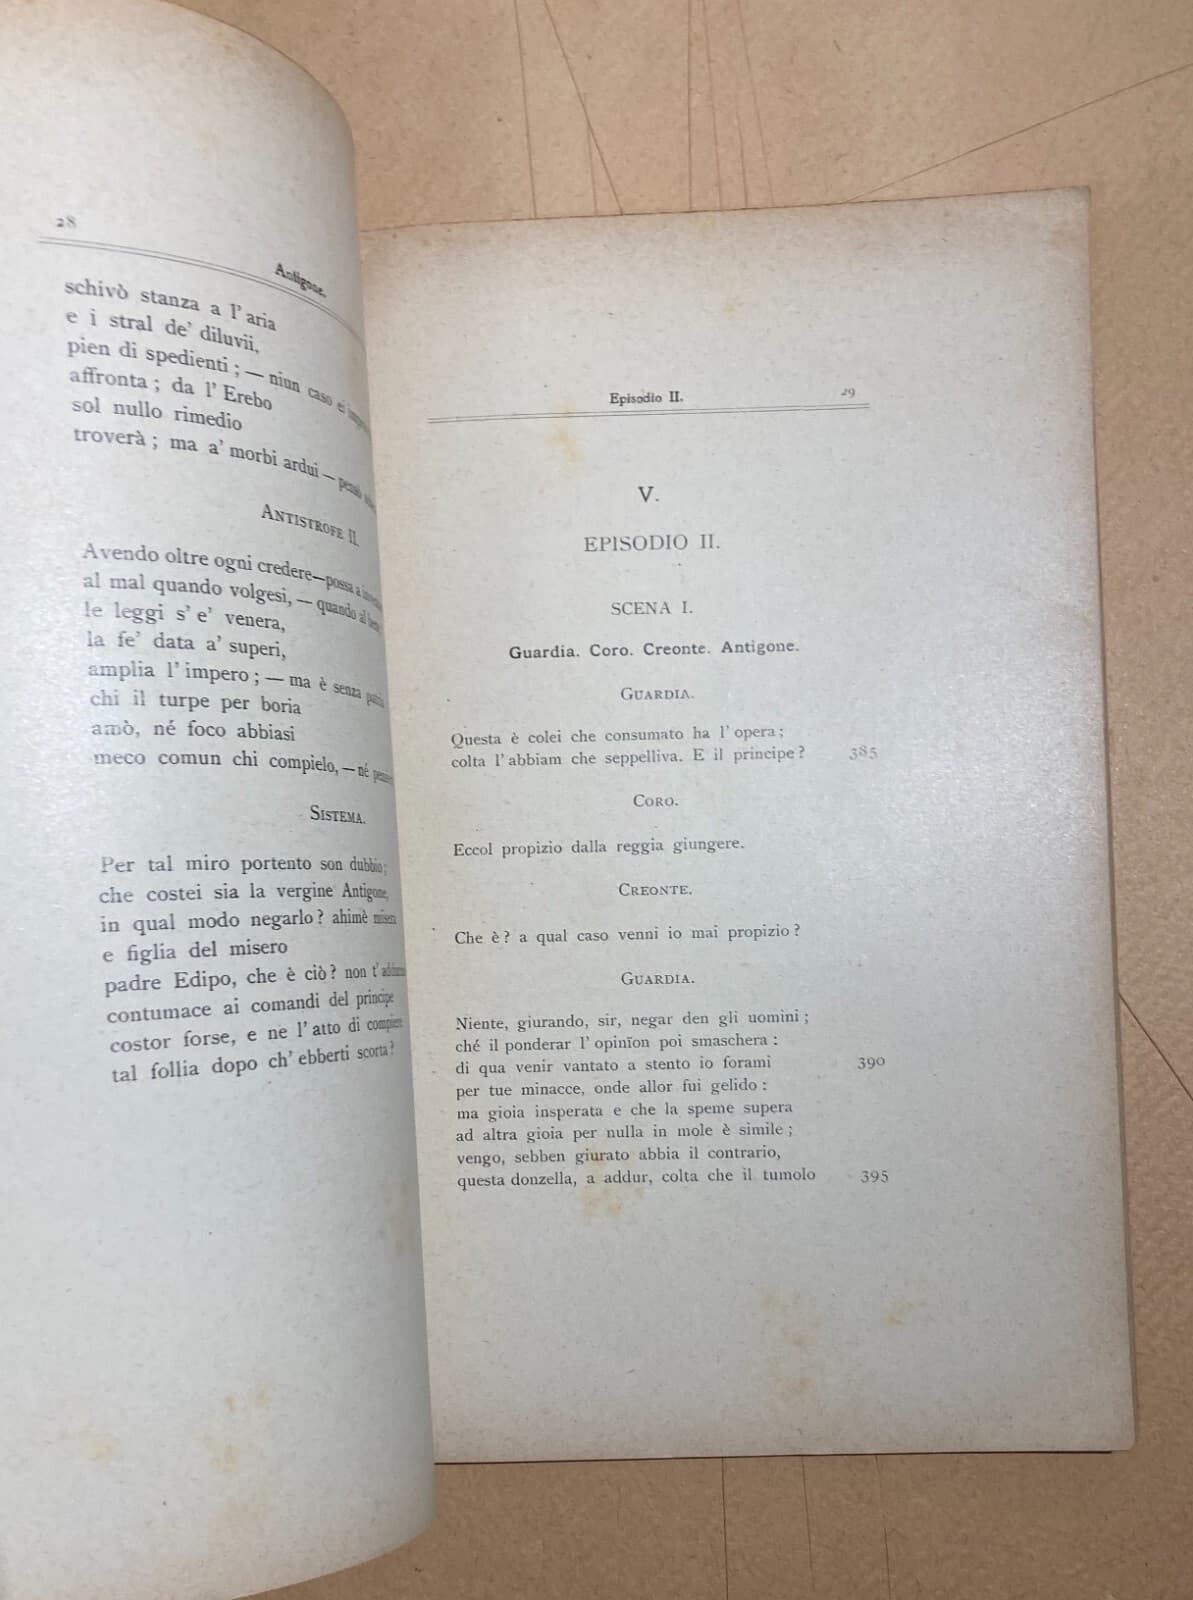 28
Antigone.
schivò stanza a l' aria
e i stral de' diluvii,
pien di spedienti; — niun caso ei
affronta; da l' Erebo
sol nullo rimedio
troverà; ma a' morbi ardui — pensò
ANTISTROFE II.
Avendo oltre ogni credere—possa a
al mal quando volgesi, — quando al bene
le leggi s' e' venera,
la fe' data a' superi,
amplia l' impero; — ma è senza patria
chi il turpe per boria
amò, né foco abbiasi
meco comun chi compielo, — né
SISTEMA.
Per tal miro portento son dubbio;
che costei sia la vergine Antigone,
in qual modo negarlo? ahimè misera
e figlia del misero
padre Edipo, che è ciò? non t'
contumace ai comandi del principe
costor forse, e ne l' atto di compiere
tal follia dopo ch' ebberti scorta?
Episodio II.
29
V.
EPISODIO II.
SCENA I.
Guardia. Coro. Creonte. Antigone.
GUARDIA.
Questa è colei che consumato ha l' opera;
colta l' abbiam che seppelliva. E il principe? 385
CORO.
Eccol propizio dalla reggia giungere.
CREONTE.
Che è? a qual caso venni io mai propizio?
GUARDIA.
Niente, giurando, sir, negar den gli uomini;
ché il ponderar l' opinïon poi smaschera:
di qua venir vantato a stento io forami 390
per tue minacce, onde allor fui gelido:
ma gioia insperata e che la speme supera
ad altra gioia per nulla in mole è simile;
vengo, sebben giurato abbia il contrario,
questa donzella, a addur, colta che il tumolo 395